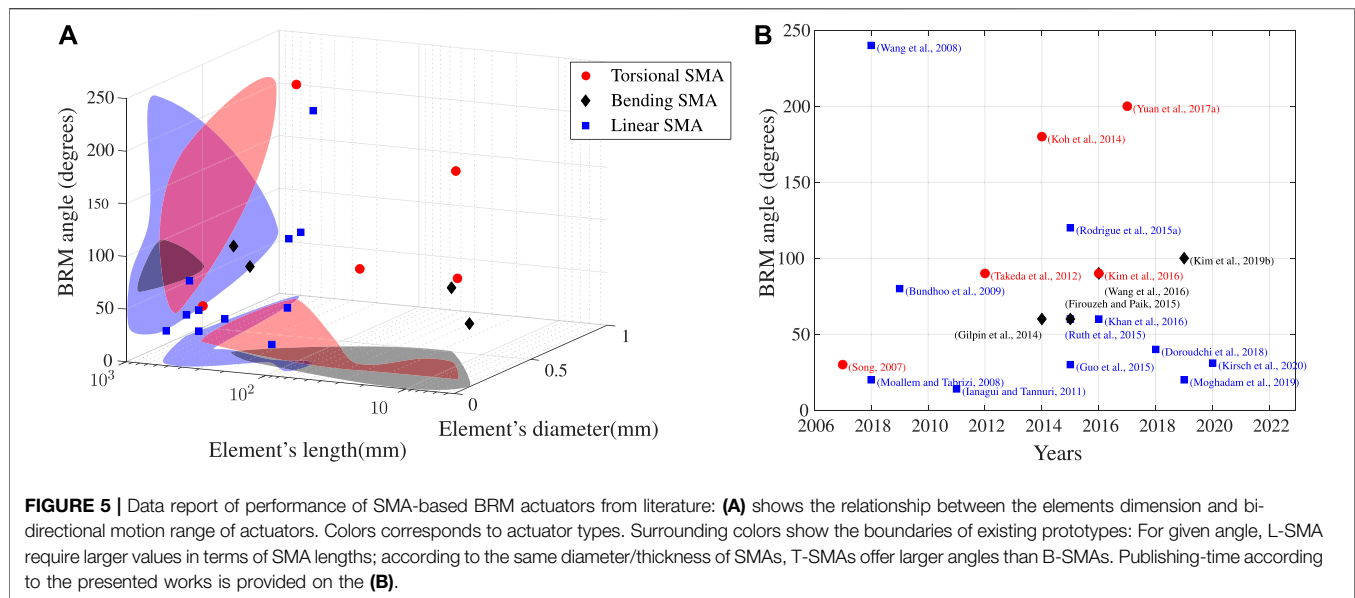 A
BRM angle (degrees)
250
200
150
100
50
0
10³
10²
10
0
0.5
1
Element's length(mm)
Element's diameter(mm)
Torsional SMA
Bending SMA
Linear SMA
B
BRM angle (degrees)
250
200
150
100
50
0
(Wang et al., 2008)
(Yuan et al., 2017a)
(Koh et al., 2014)
(Rodrigue et al., 2015a)
(Kim et al., 2019b)
(Takeda et al., 2012)
(Kim et al., 2016)
(Wang et al., 2016)
(Bundhoo et al., 2009)
(Firouzeh and Paik, 2015)
(Khan et al., 2016)
(Gilpin et al., 2014)
(Ruth et al., 2015)
(Doroudchi et al., 2018)
(Song, 2007)
(Guo et al., 2015)
(Kirsch et al., 2020)
(Moallem and Tabrizi, 2008)
(Ianagui and Tannuri, 2011)
(Moghadam et al., 2019)
2006 2018 2010 2012 2014 2016 2018 2020 2022
Years
FIGURE 5 | Data report of performance of SMA-based BRM actuators from literature: (A) shows the relationship between the elements dimension and bi-
directional motion range of actuators. Colors corresponds to actuator types. Surrounding colors show the boundaries of existing prototypes: For given angle, L-SMA
require larger values in terms of SMA lengths; according to the same diameter/thickness of SMAs, T-SMAs offer larger angles than B-SMAs. Publishing-time according
to the presented works is provided on the (B).